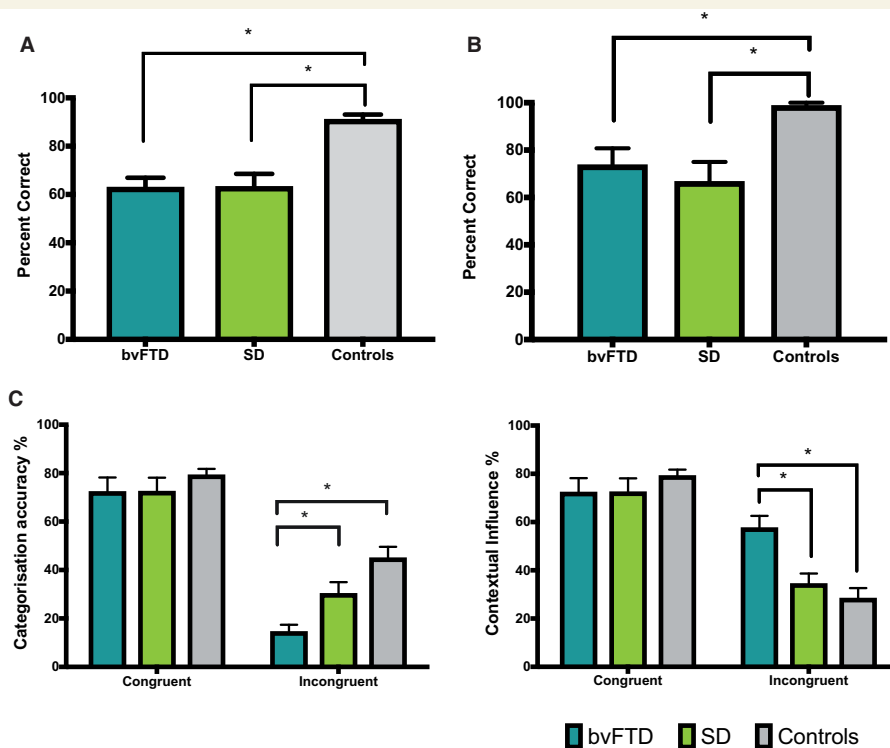 A
*
*
Percent Correct
100
80
60
40
20
0
bvFTD SD Controls
B
*
*
Percent Correct
100
80
60
40
20
0
bvFTD SD Controls
C
Categorisation accuracy %
100
80
60
40
20
0
*
*
Congruent Incongruent
Contextual Influence %
100
80
60
40
20
0
*
*
Congruent Incongruent
bvFTD SD Controls